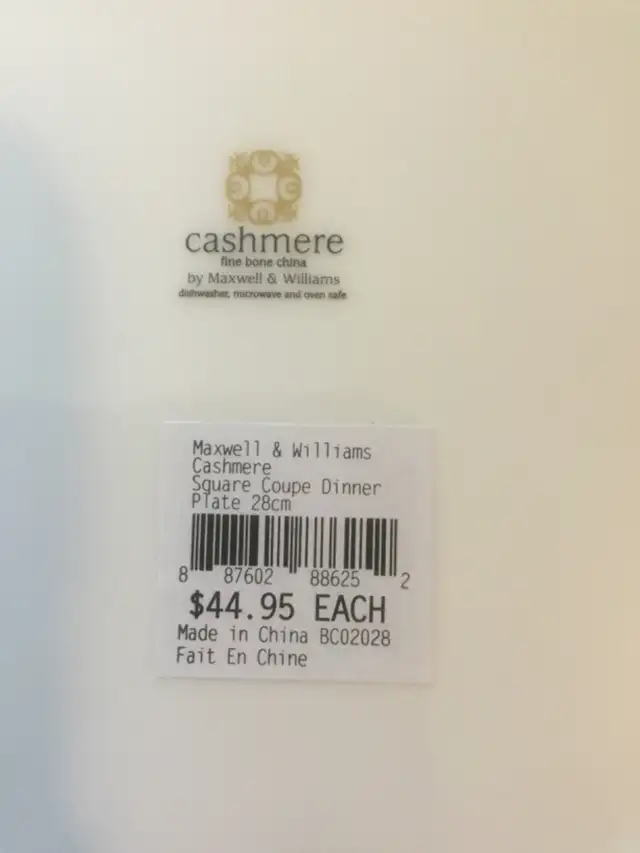 cashmere
fine bone china
by Maxwell & Williams
dishwasher, microwave and oven safe
Maxwell & Williams
Cashmere
Square Coupe Dinner
Plate 28cm
8 87602 88625 2
$44.95 EACH
Made in China BC02028
Fait En Chine